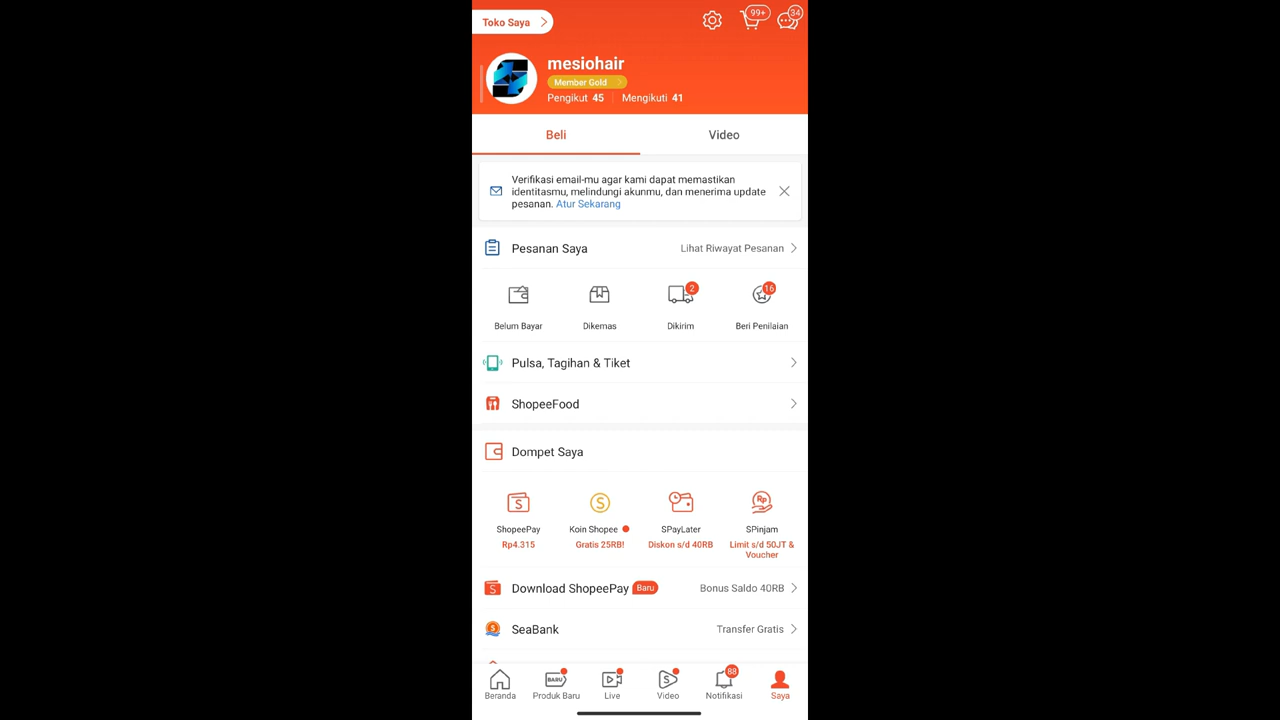 Toko Saya
99+
34
mesiohair
Member Gold
Pengikut 45
Mengikuti 41
Beli
Video
Verifikasi email-mu agar kami dapat memastikan
identitasmu, melindungi akunmu, dan menerima update
pesanan. Atur Sekarang
Pesanan Saya
Lihat Riwayat Pesanan
2
16
Belum Bayar
Dikemas
Dikirim
Beri Penilaian
Pulsa, Tagihan & Tiket
ShopeeFood
Dompet Saya
Rp
ShopeePay
Koin Shopee
SPayLater
SPinjam
Rp4.315
Gratis 25RB!
Diskon s/d 40RB
Limit s/d 50JT &
Voucher
Download ShopeePay
Baru
Bonus Saldo 40RB
SeaBank
Transfer Gratis
BARU
88
Beranda
Produk Baru
Live
Video
Notifikasi
Saya